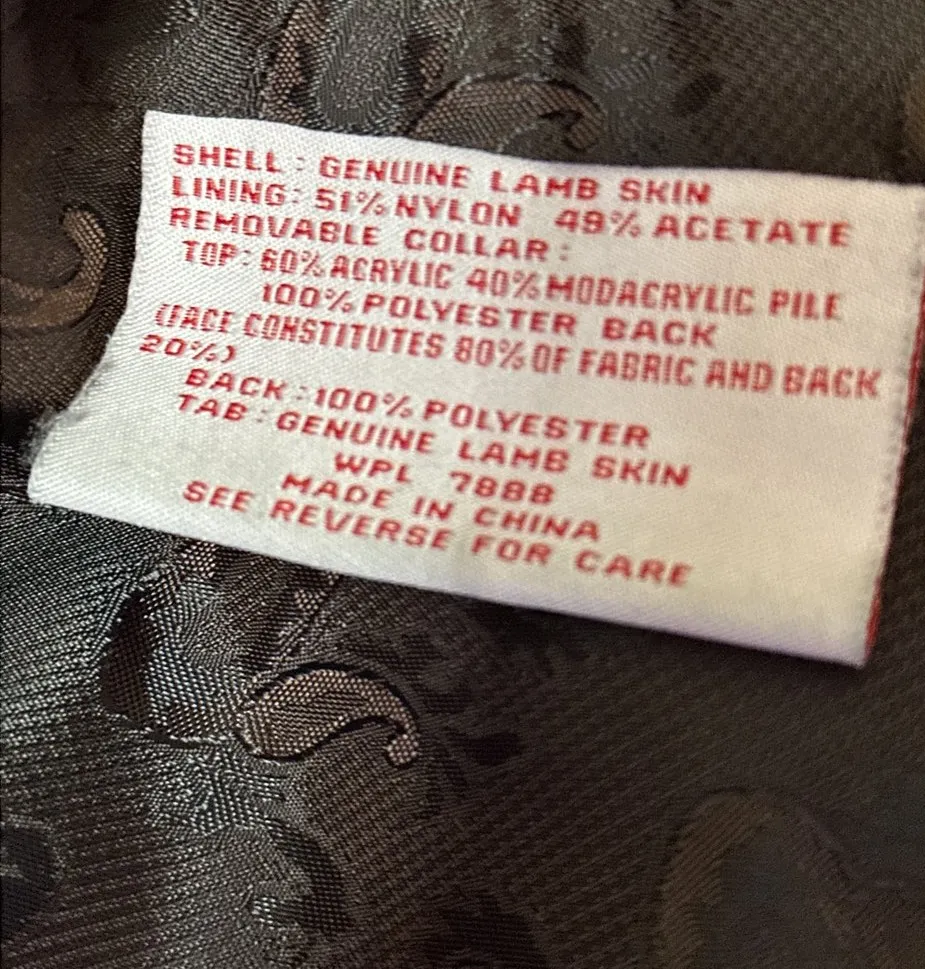 SHELL : GENUINE LAMB SKIN
LINING: 51% NYLON 49% ACETATE
REMOVABLE COLLAR :
TOP: 60% ACRYLIC 40% MODACRYLIC PILE
100% POLYESTER BACK
(FACE CONSTITUTES 80% OF FABRIC AND BACK
20%)
BACK : 100% POLYESTER
TAB : GENUINE LAMB SKIN
WPL 7888
MADE IN CHINA
SEE REVERSE FOR CARE